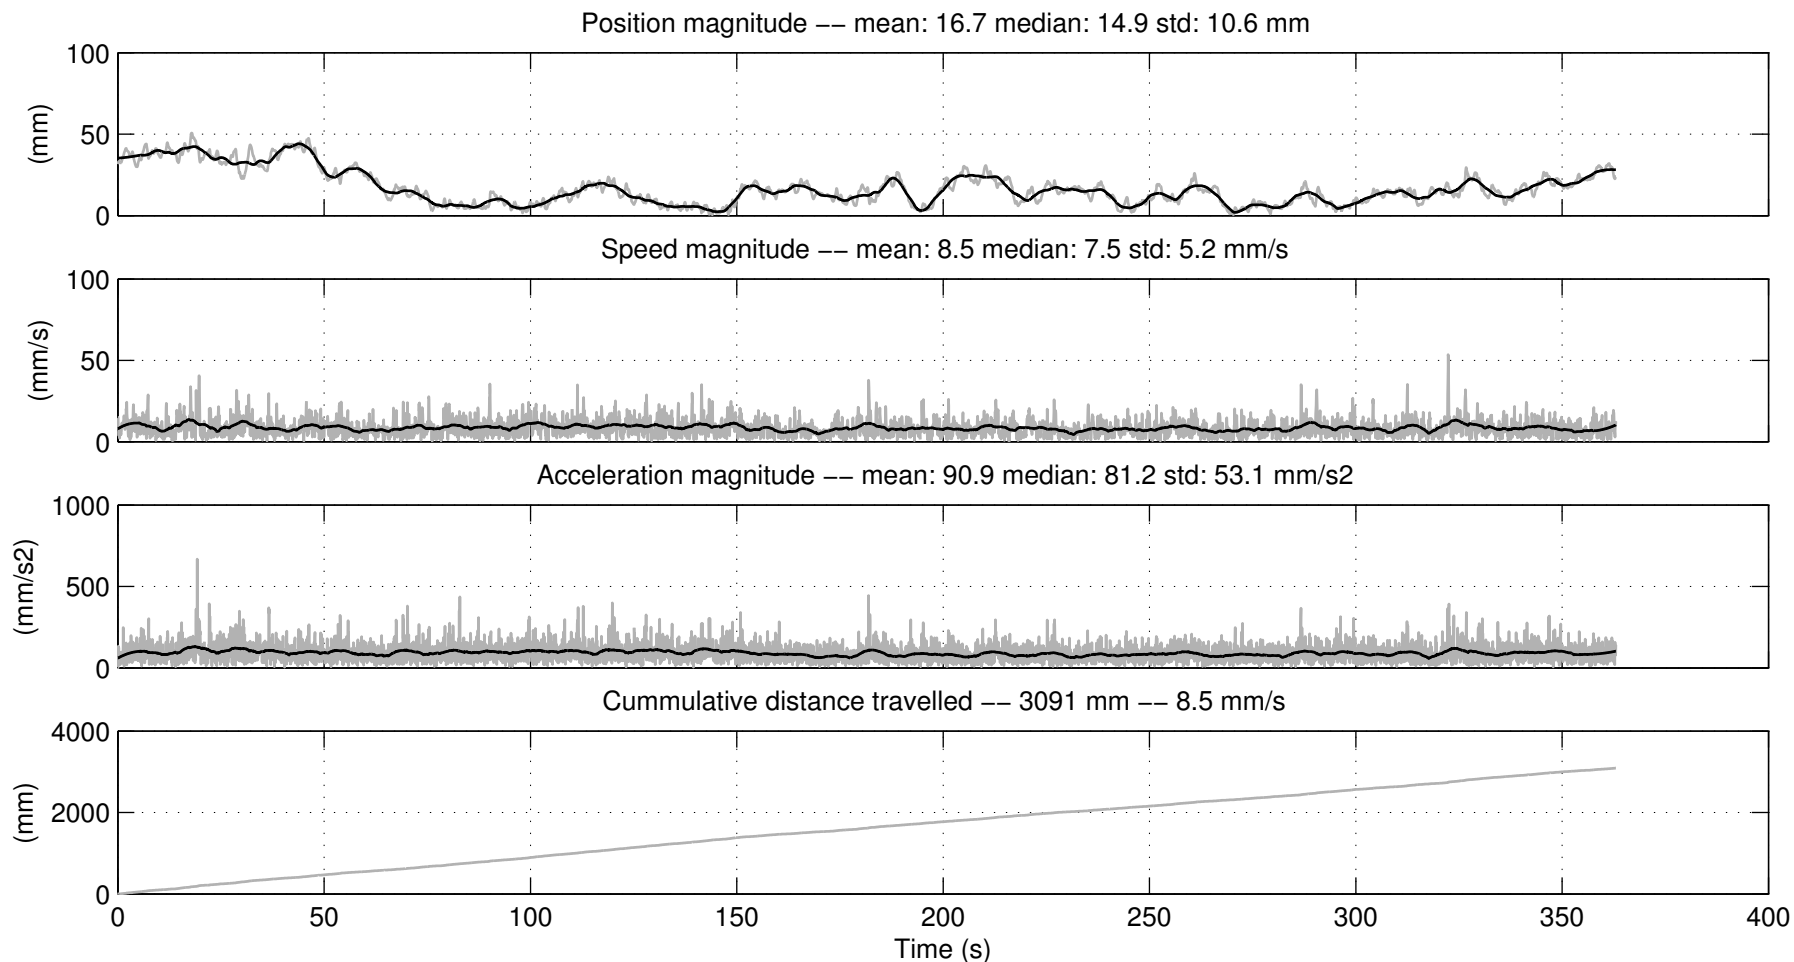 Position magnitude −− mean: 16.7 median: 14.9 std: 10.6 mm
100
50
0
(mm)
Speed magnitude −− mean: 8.5 median: 7.5 std: 5.2 mm/s
100
50
0
(mm/s)
Acceleration magnitude −− mean: 90.9 median: 81.2 std: 53.1 mm/s2
1000
500
0
(mm/s2)
Cummulative distance travelled −− 3091 mm −− 8.5 mm/s
4000
2000
0
(mm)
0 50 100 150 200 250 300 350 400
Time (s)